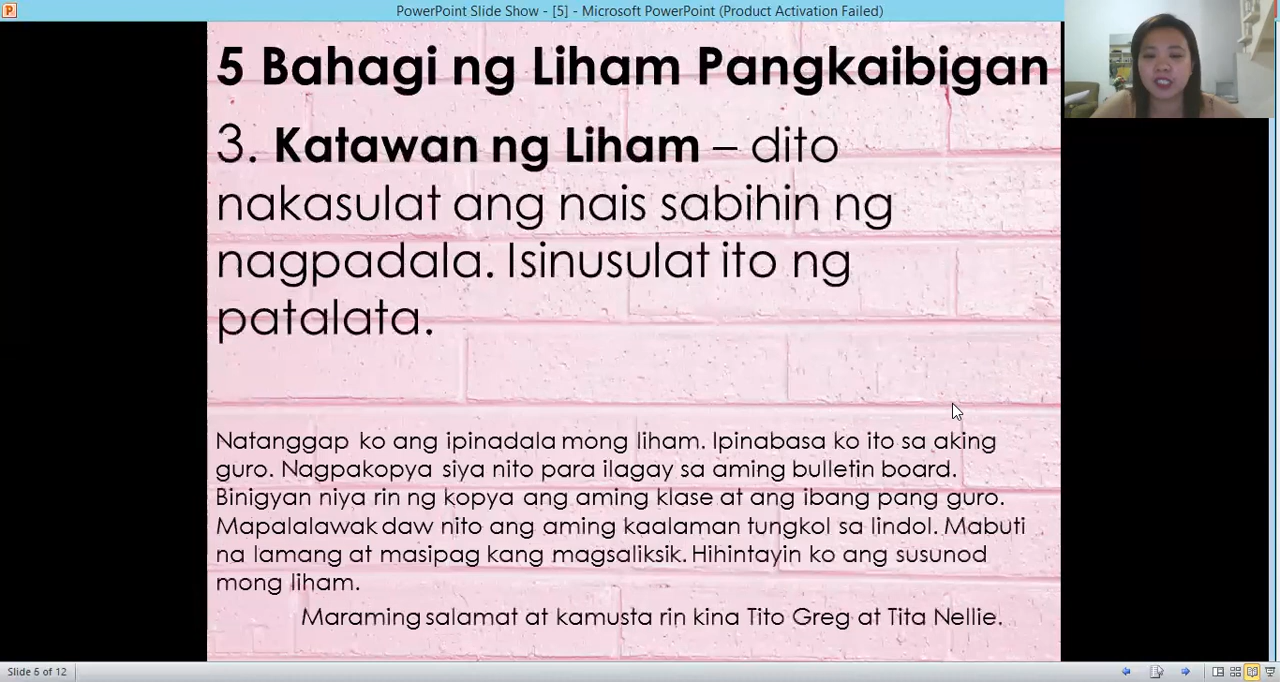 PowerPoint Slide Show - [5] - Microsoft PowerPoint (Product Activation Failed)
5 Bahagi ng Liham Pangkaibigan
3. Katawan ng Liham – dito
nakasulat ang nais sabihin ng
nagpadala. Isinusulat ito ng
patalata.
Natanggap ko ang ipinadala mong liham. Ipinabasa ko ito sa aking
guro. Nagpakopya siya nito para ilagay sa aming bulletin board.
Binigyan niya rin ng kopya ang aming klase at ang ibang pang guro.
Mapalalawak daw nito ang aming kaalaman tungkol sa lindol. Mabuti
na lamang at masipag kang magsaliksik. Hihintayin ko ang susunod
mong liham.
Maraming salamat at kamusta rin kina Tito Greg at Tita Nellie.
Slide 6 of 12